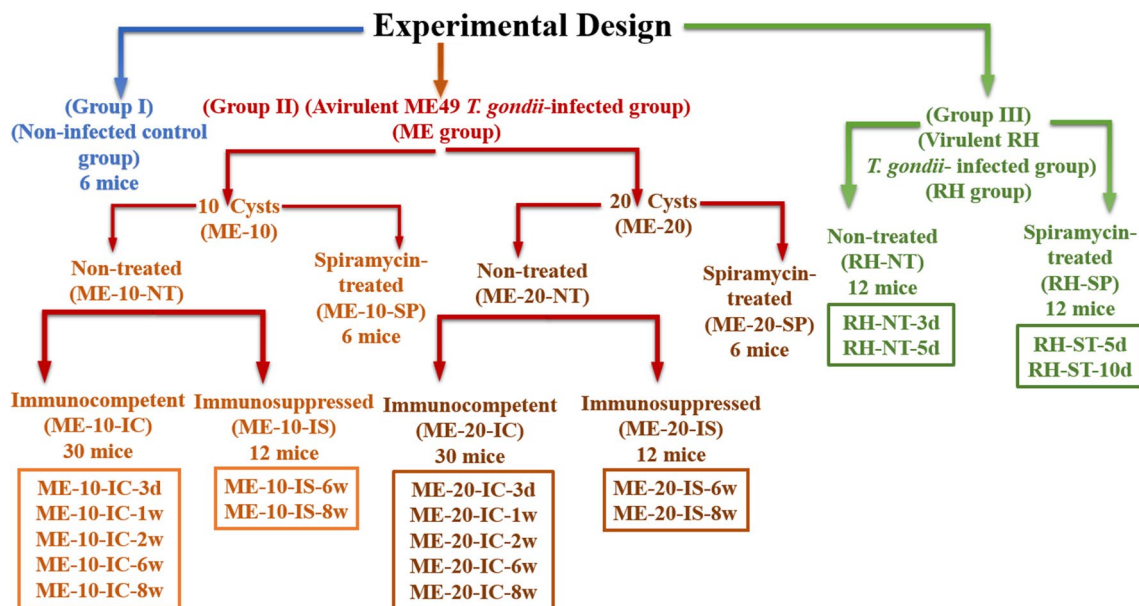 Experimental Design
(Group I)
(Non-infected control
group)
6 mice
(Group II) (Avirulent ME49 T. gondii-infected group)
(ME group)
(Group III)
(Virulent RH
T. gondii- infected group)
(RH group)
10 Cysts
(ME-10)
20 Cysts
(ME-20)
Non-treated
(ME-10-NT)
Spiramycin-
treated
(ME-10-SP)
6 mice
Non-treated
(ME-20-NT)
Spiramycin-
treated
(ME-20-SP)
6 mice
Non-treated
(RH-NT)
12 mice
RH-NT-3d
RH-NT-5d
Spiramycin-
treated
(RH-SP)
12 mice
RH-ST-5d
RH-ST-10d
Immunocompetent
(ME-10-IC)
30 mice
ME-10-IC-3d
ME-10-IC-1w
ME-10-IC-2w
ME-10-IC-6w
ME-10-IC-8w
Immunosuppressed
(ME-10-IS)
12 mice
ME-10-IS-6w
ME-10-IS-8w
Immunocompetent
(ME-20-IC)
30 mice
ME-20-IC-3d
ME-20-IC-1w
ME-20-IC-2w
ME-20-IC-6w
ME-20-IC-8w
Immunosuppressed
(ME-20-IS)
12 mice
ME-20-IS-6w
ME-20-IS-8w